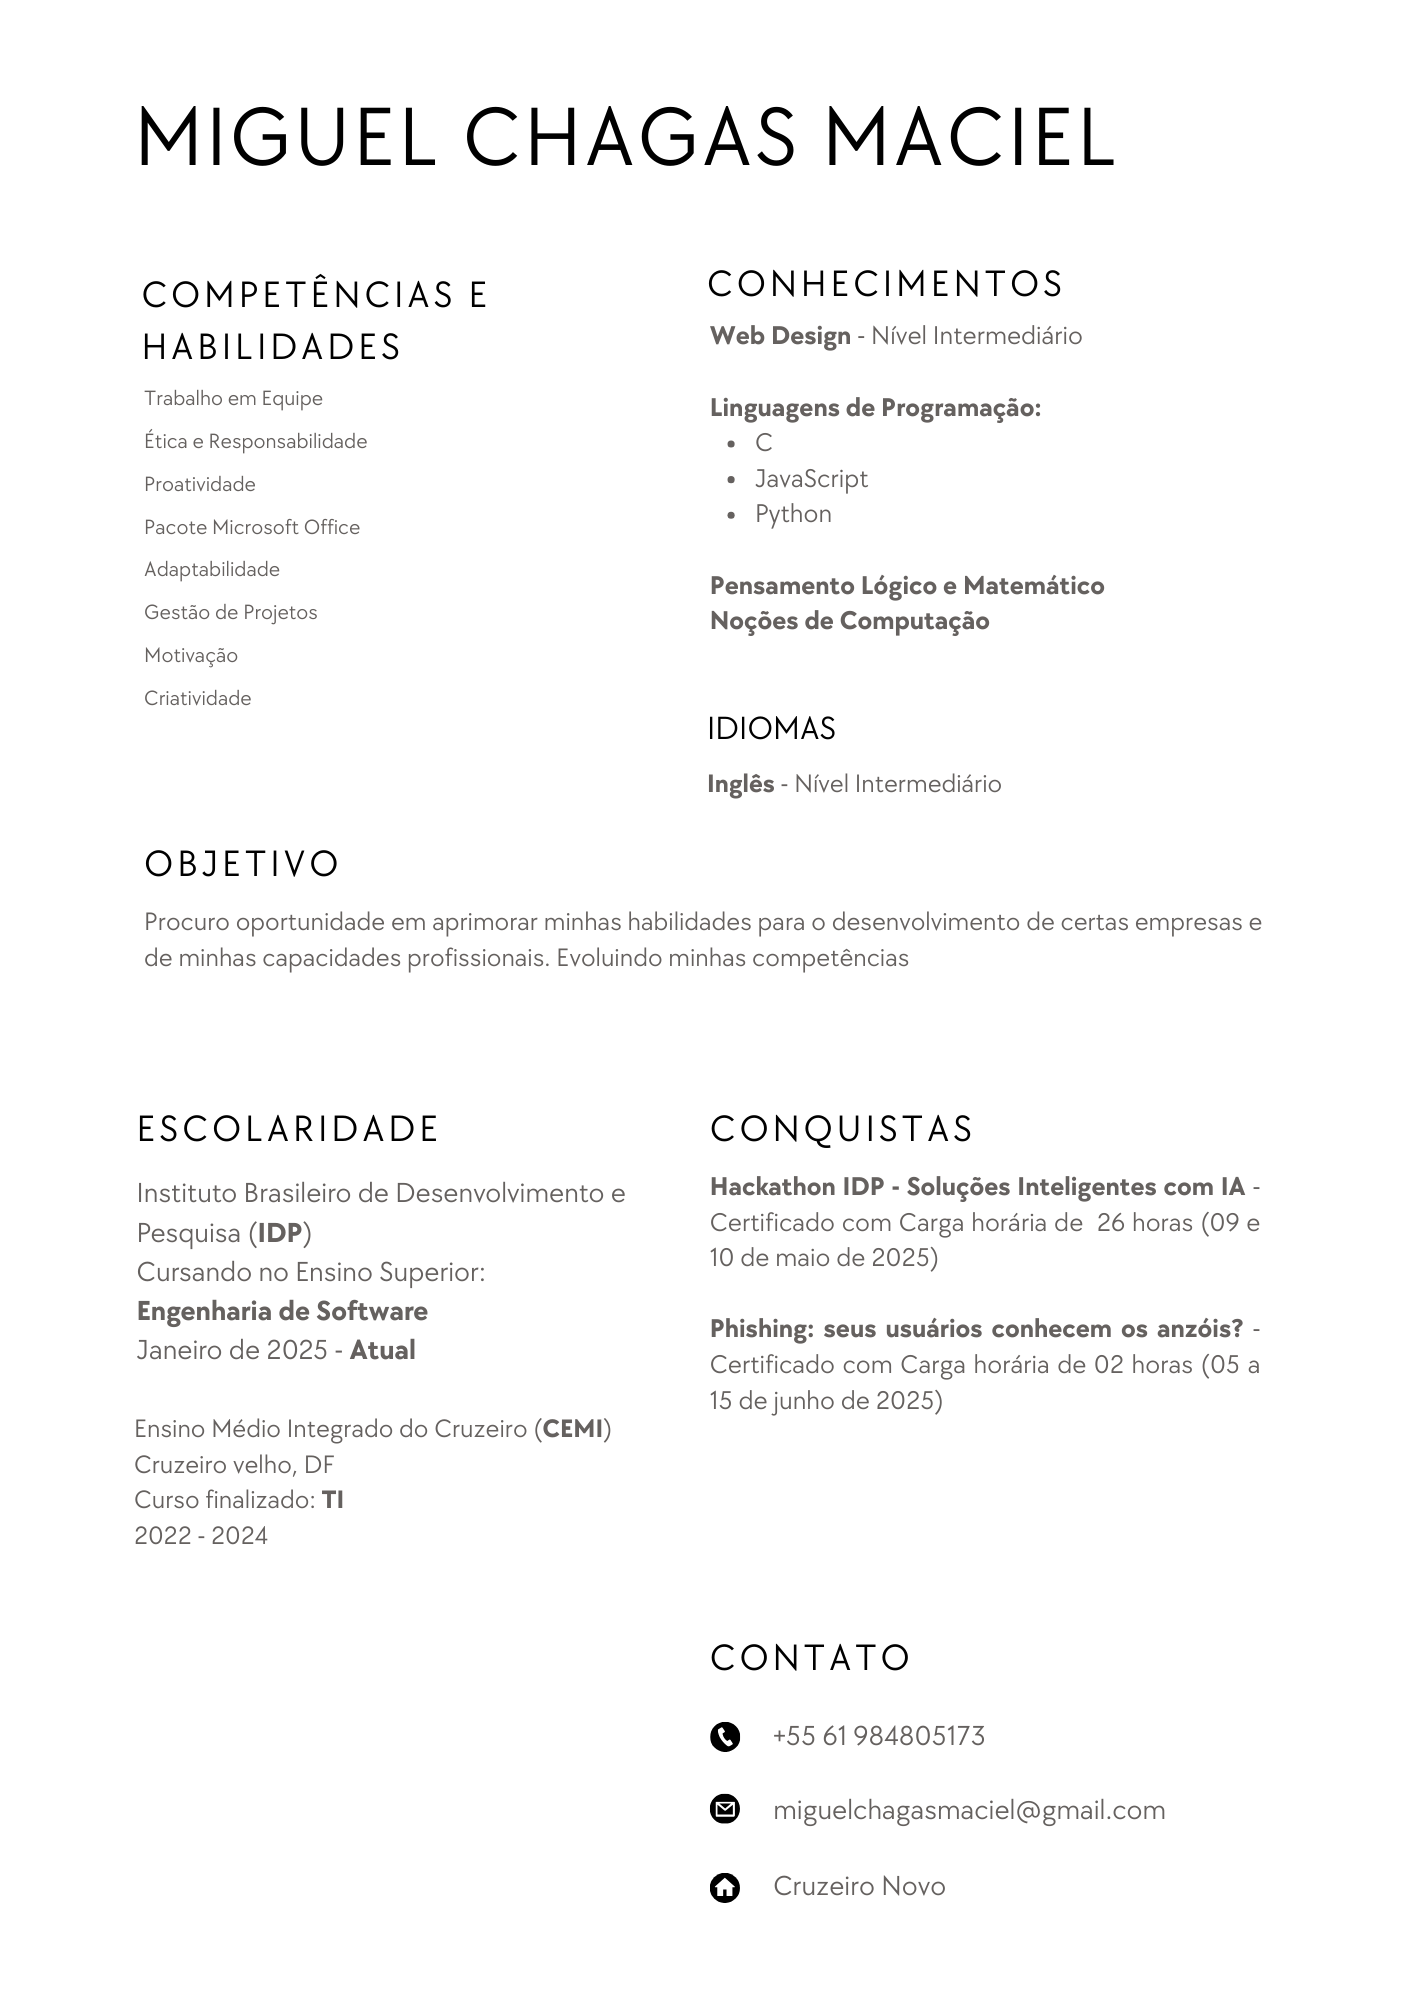 MIGUEL CHAGAS MACIEL
COMPETÊNCIAS E
HABILIDADES
Trabalho em Equipe
Ética e Responsabilidade
Proatividade
Pacote Microsoft Office
Adaptabilidade
Gestão de Projetos
Motivação
Criatividade
CONHECIMENTOS
Web Design - Nível Intermediário
Linguagens de Programação:
• C
• JavaScript
• Python
Pensamento Lógico e Matemático
Noções de Computação
IDIOMAS
Inglês - Nível Intermediário
OBJETIVO
Procuro oportunidade em aprimorar minhas habilidades para o desenvolvimento de certas empresas e
de minhas capacidades profissionais. Evoluindo minhas competências
ESCOLARIDADE
Instituto Brasileiro de Desenvolvimento e
Pesquisa (IDP)
Cursando no Ensino Superior:
Engenharia de Software
Janeiro de 2025 - Atual
Ensino Médio Integrado do Cruzeiro (CEMI)
Cruzeiro velho, DF
Curso finalizado: TI
2022 - 2024
CONQUISTAS
Hackathon IDP - Soluções Inteligentes com IA -
Certificado com Carga horária de 26 horas (09 e
10 de maio de 2025)
Phishing: seus usuários conhecem os anzóis? -
Certificado com Carga horária de 02 horas (05 a
15 de junho de 2025)
CONTATO
+55 61 984805173
miguelchagasmaciel@gmail.com
Cruzeiro Novo